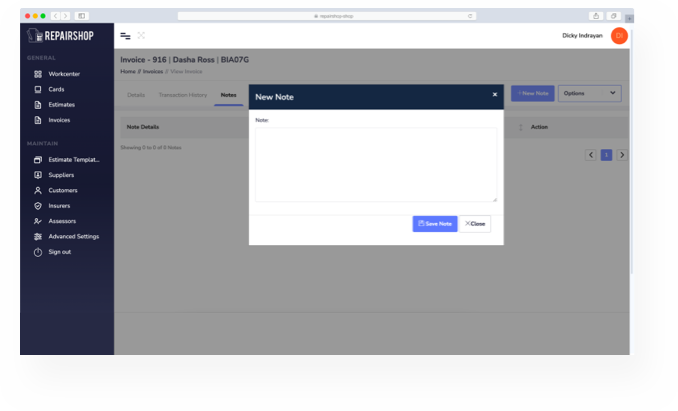 repairshop-shop
REPAIRSHOP
Dicky Indrayan
DI
GENERAL
Workcenter
Cards
Estimates
Invoices
MAINTAIN
Estimate Templat...
Suppliers
Customers
Insurers
Assessors
Advanced Settings
Sign out
Invoice - 916 | Dasha Ross | BIA07G
Home // Invoices // View Invoice
Details Transaction History Notes
+New Note Options
Note Details Action
Showing 0 to 0 of 0 Notes
1
New Note ×
Note:
Save Note ×Close